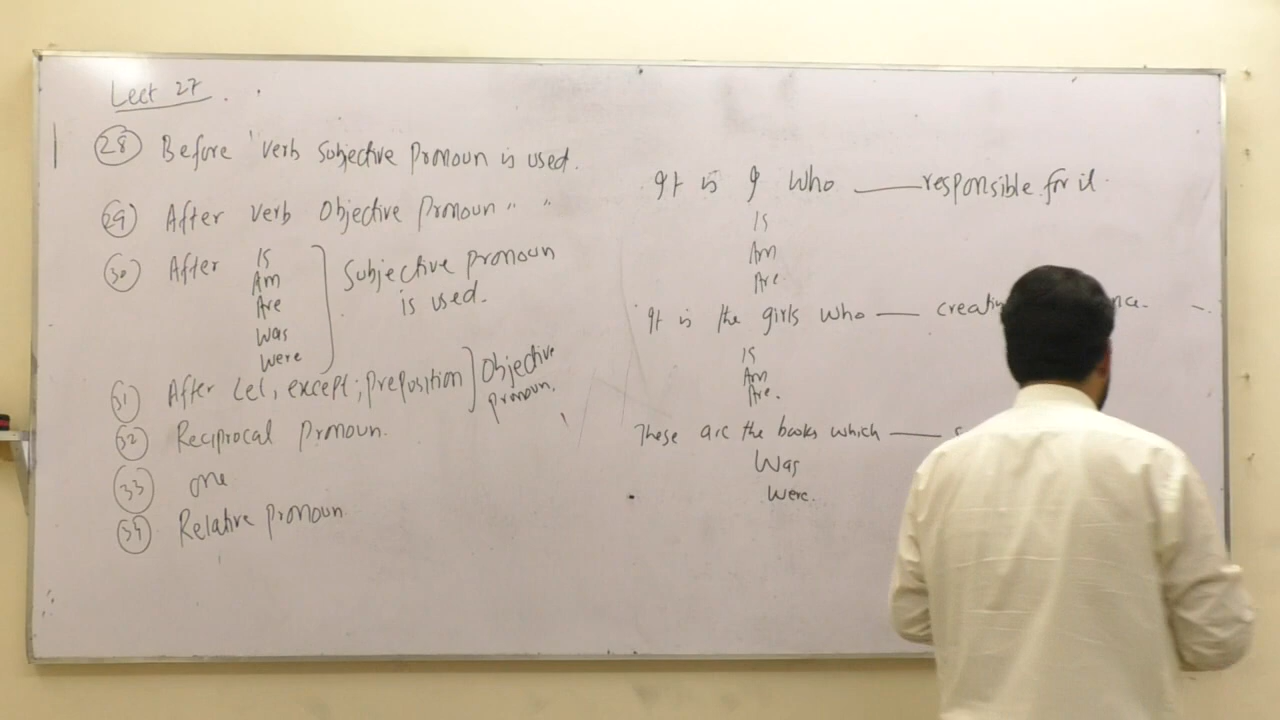 Lect 27.
28 Before verb subjective pronoun is used.
29 After verb objective pronoun " "
30 After Is Am Are Was Were Subjective pronoun is used.
31 After Let, except, preposition Objective pronoun.
32 Reciprocal pronoun.
33 one
34 Relative pronoun
It is I who ___ responsible for it.
Is
Am
Are
It is the girls who ___
Is
Am
Are.
These are the books which ___
Was
Were.